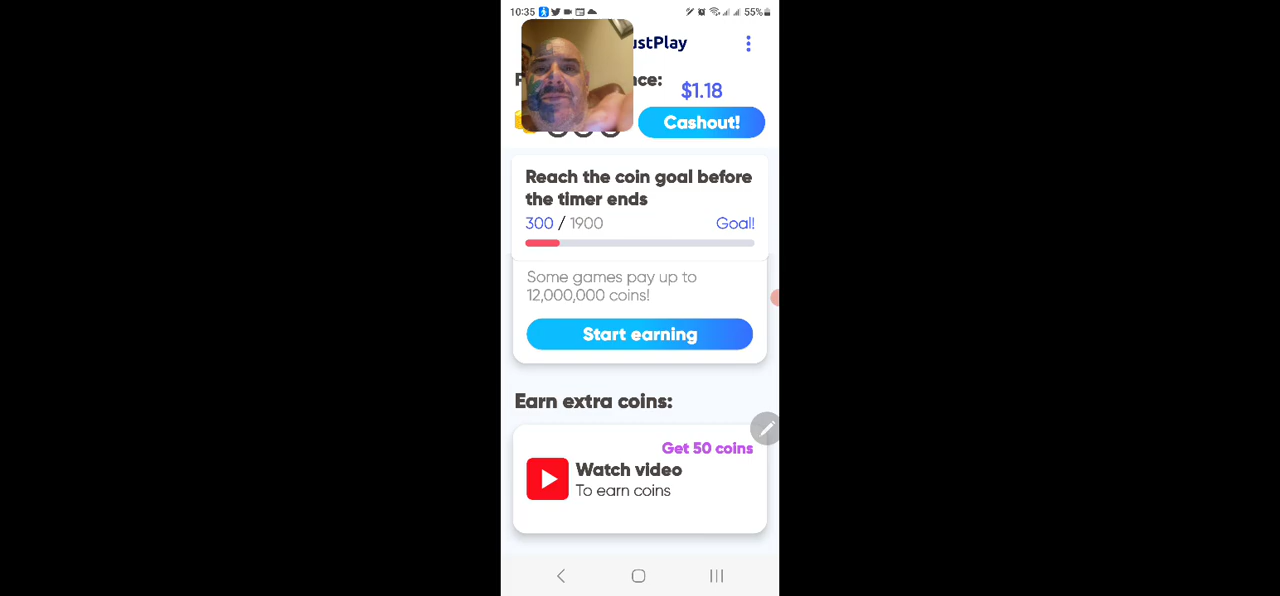 10:35
55%
ustPlay
nce:
$1.18
Cashout!
Reach the coin goal before
the timer ends
300 / 1900 Goal!
Some games pay up to
12,000,000 coins!
Start earning
Earn extra coins:
Get 50 coins
Watch video
To earn coins